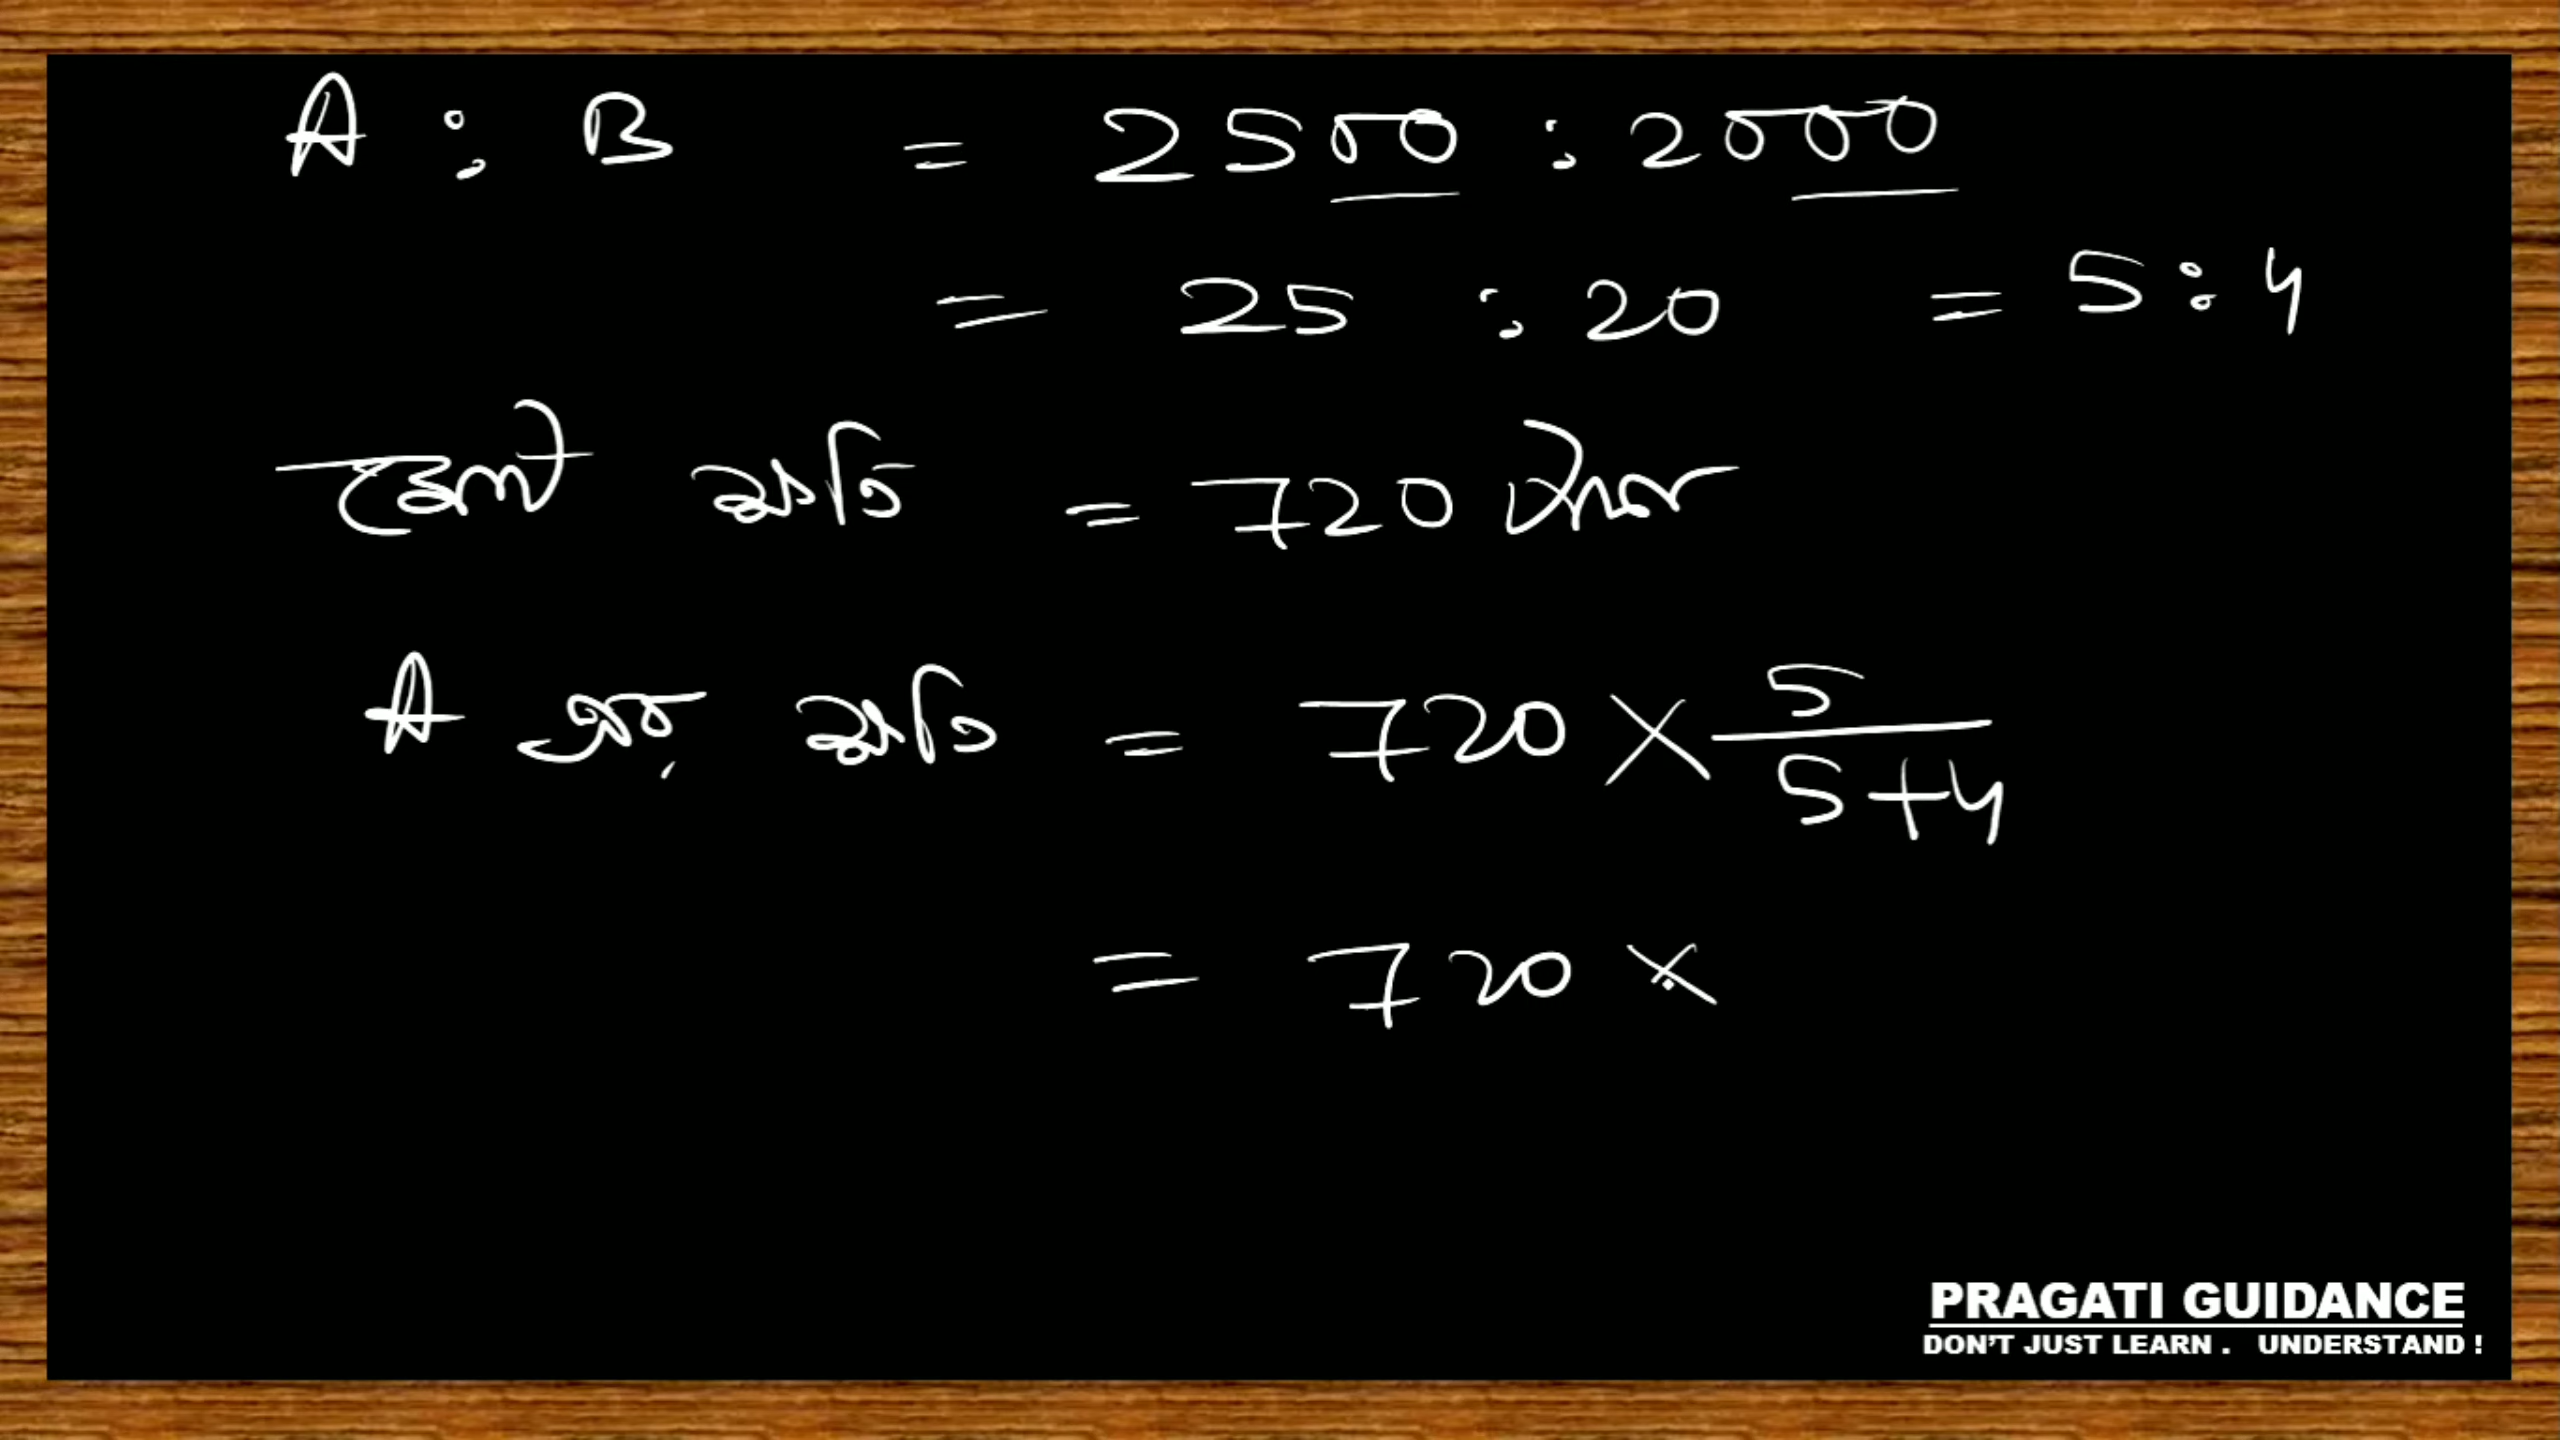 A : B = 2500 : 2000
= 25 : 20 = 5 : 4
মোট ক্ষতি = 720 টাকা
A এর ক্ষতি = 720 × 5/(5+4)
= 720 ×
PRAGATI GUIDANCE
DON'T JUST LEARN . UNDERSTAND !